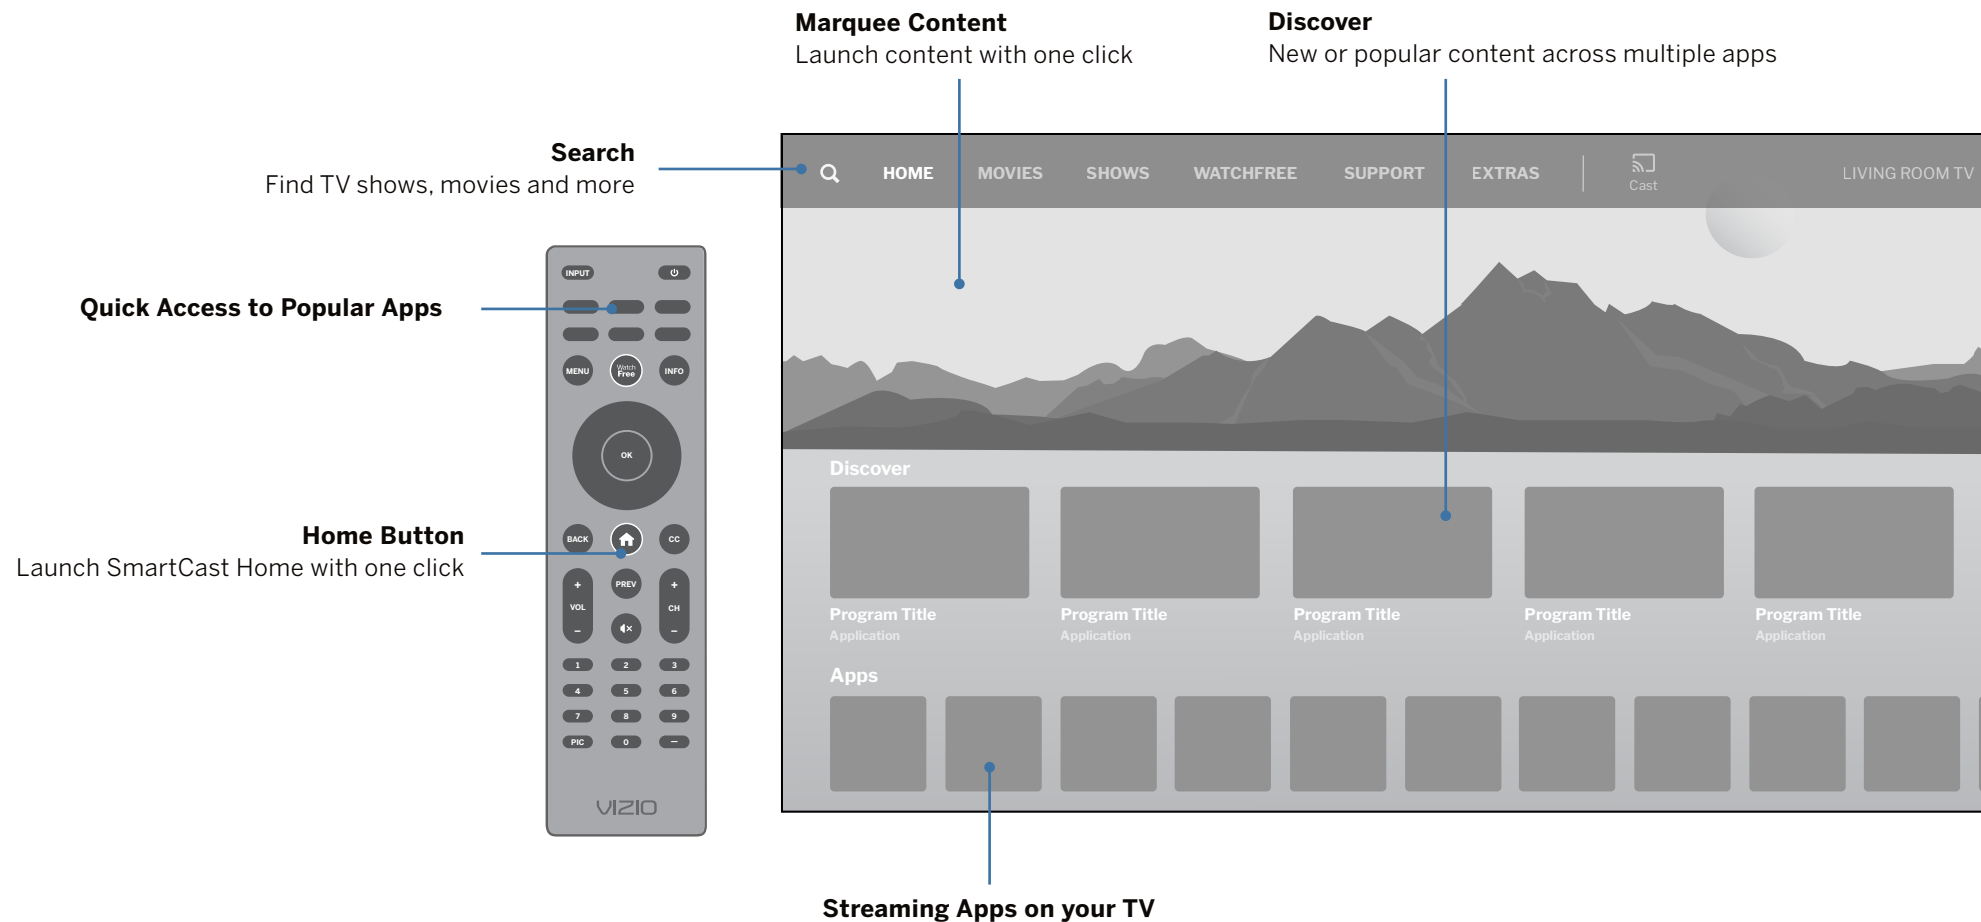 Marquee Content
Launch content with one click
Discover
New or popular content across multiple apps
Search
Find TV shows, movies and more
HOME MOVIES SHOWS WATCHFREE SUPPORT EXTRAS Cast LIVING ROOM TV
Quick Access to Popular Apps
Home Button
Launch SmartCast Home with one click
INPUT
MENU Watch Free INFO
OK
BACK CC
+ PREV +
VOL CH
– –
1 2 3
4 5 6
7 8 9
PIC 0 –
VIZIO
Discover
Program Title Program Title Program Title Program Title Program Title
Application Application Application Application Application
Apps
Streaming Apps on your TV